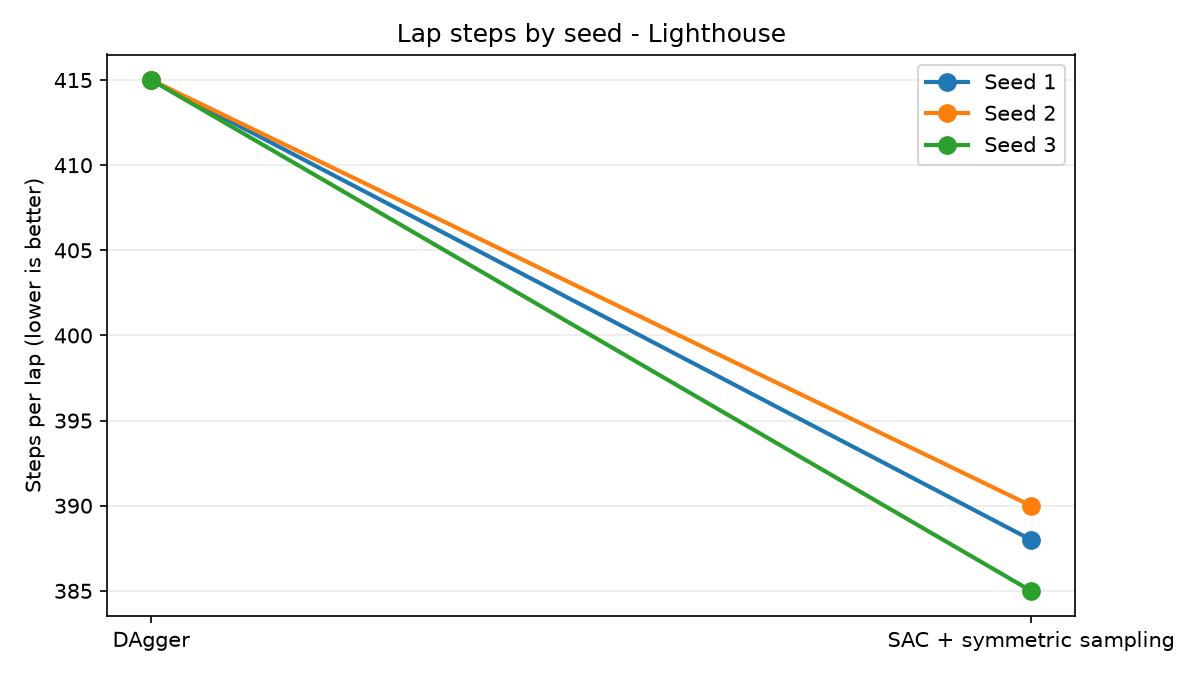 Lap steps by seed - Lighthouse
Steps per lap (lower is better)
415
410
405
400
395
390
385
Seed 1
Seed 2
Seed 3
DAgger
SAC + symmetric sampling